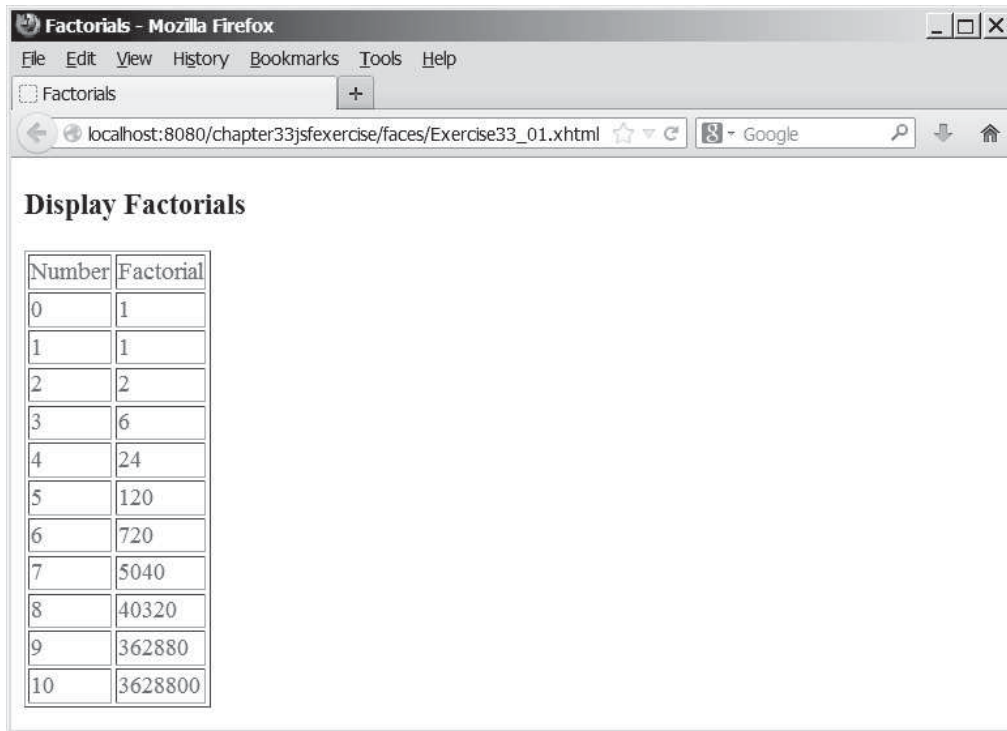 Factorials - Mozilla Firefox
File Edit View History Bookmarks Tools Help
Factorials +
localhost:8080/chapter33jsfexercise/faces/Exercise33_01.xhtml 8 Google
Display Factorials
Number Factorial
0 1
1 1
2 2
3 6
4 24
5 120
6 720
7 5040
8 40320
9 362880
10 3628800